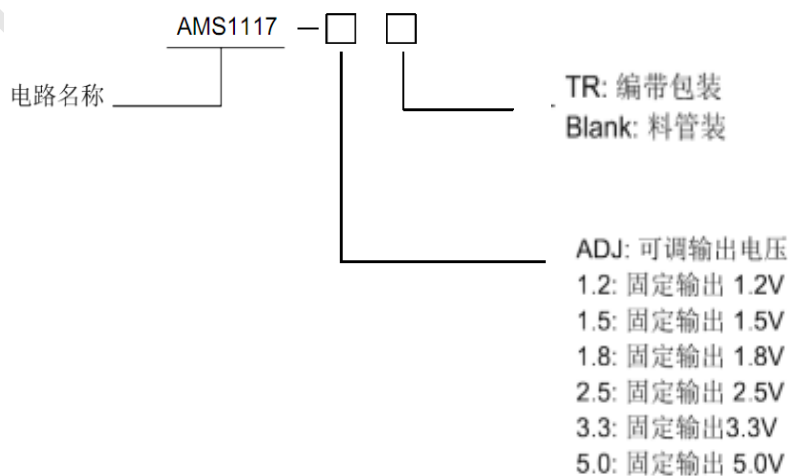 AMS1117 － □ □
电路名称
TR: 编带包装
Blank: 料管装
ADJ: 可调输出电压
1.2: 固定输出 1.2V
1.5: 固定输出 1.5V
1.8: 固定输出 1.8V
2.5: 固定输出 2.5V
3.3: 固定输出3.3V
5.0: 固定输出 5.0V